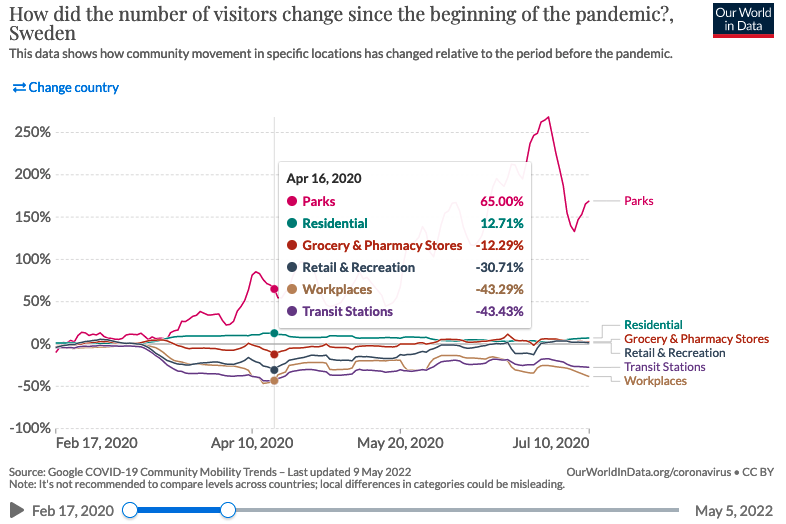 How did the number of visitors change since the beginning of the pandemic?,
Sweden
Our World
in Data
This data shows how community movement in specific locations has changed relative to the period before the pandemic.
⇄ Change country
250%
200%
150%
100%
50%
0%
-50%
-100%
Apr 16, 2020
Parks 65.00%
Residential 12.71%
Grocery & Pharmacy Stores -12.29%
Retail & Recreation -30.71%
Workplaces -43.29%
Transit Stations -43.43%
Parks
Residential
Grocery & Pharmacy Stores
Retail & Recreation
Transit Stations
Workplaces
Feb 17, 2020 Apr 10, 2020 May 20, 2020 Jul 10, 2020
Source: Google COVID-19 Community Mobility Trends – Last updated 9 May 2022 OurWorldInData.org/coronavirus • CC BY
Note: It's not recommended to compare levels across countries; local differences in categories could be misleading.
Feb 17, 2020 May 5, 2022